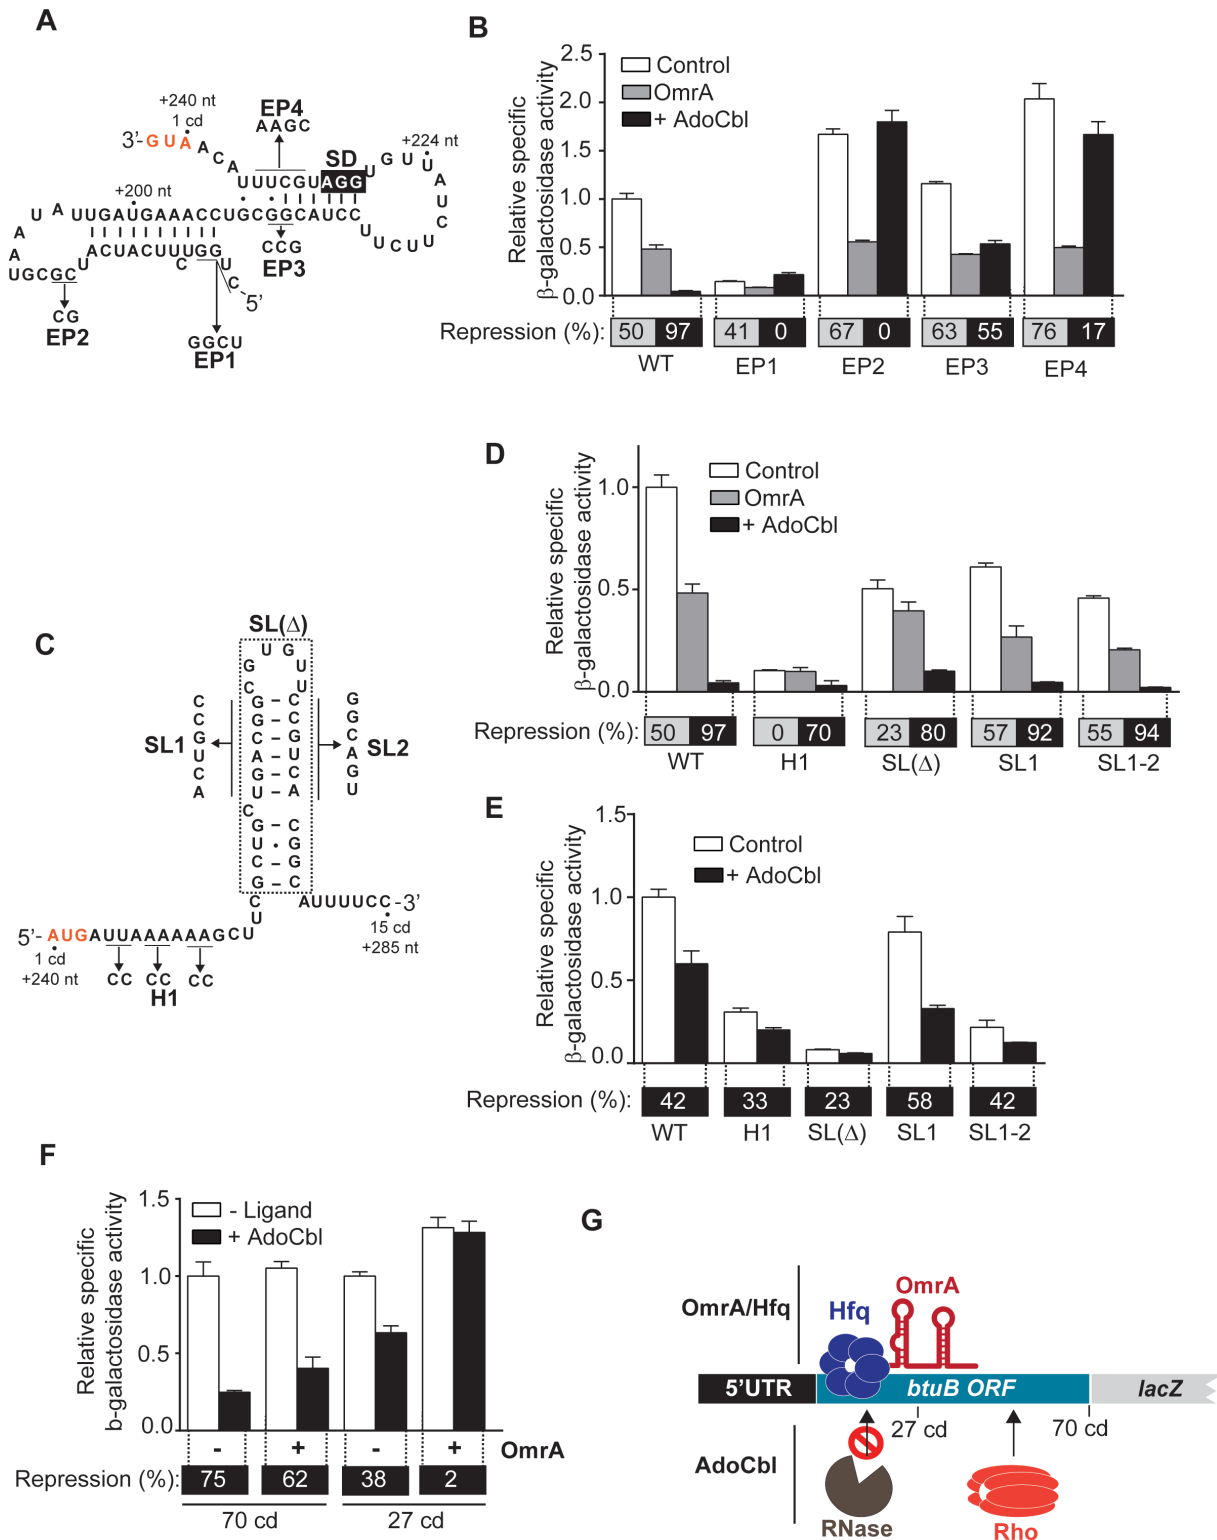 A
+240 nt
1 cd
3'-GUAACAUUUCGUAGGUGUUAUCUUCUU
EP4
AAGC
SD
+224 nt
+200 nt
U A UUGAUGAAACCUGCGGCAUCC
ACUACUUUGGUC-5'
C
UGCGCU
A
A
CCG
EP3
CG
EP2
GGCU
EP1
B
Relative specific
β-galactosidase activity
2.5
2.0
1.5
1.0
0.5
0.0
Control
OmrA
+ AdoCbl
Repression (%): 50 97 41 0 67 0 63 55 76 17
WT EP1 EP2 EP3 EP4
C
SL(Δ)
U G
G U
C U
G – C
G – C
C – G
A – U
G – C
U – A
C
G – C
U · G
C – G
G – C
C
U
SL1
C
C
G
U
C
A
SL2
G
G
C
A
G
U
5'- AUGAUUAAAAAAGCU
AUUUUCC-3'
15 cd
+285 nt
1 cd
+240 nt
CC CC CC
H1
D
Relative specific
β-galactosidase activity
1.0
0.5
0.0
Control
OmrA
+ AdoCbl
Repression (%): 50 97 0 70 23 80 57 92 55 94
WT H1 SL(Δ) SL1 SL1-2
E
Relative specific
β-galactosidase activity
1.5
1.0
0.5
0.0
Control
+ AdoCbl
Repression (%): 42 33 23 58 42
WT H1 SL(Δ) SL1 SL1-2
F
Relative specific
b-galactosidase activity
1.5
1.0
0.5
0.0
- Ligand
+ AdoCbl
- + - + OmrA
Repression (%): 75 62 38 2
70 cd 27 cd
G
OmrA/Hfq
Hfq
OmrA
5'UTR btuB ORF lacZ
27 cd 70 cd
AdoCbl
RNase
Rho